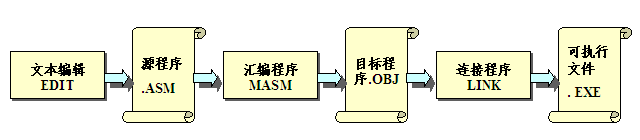 文本编辑
EDIT
源程序
.ASM
汇编程序
MASM
目标程
序.OBJ
连接程序
LINK
可执行
文件
. EXE